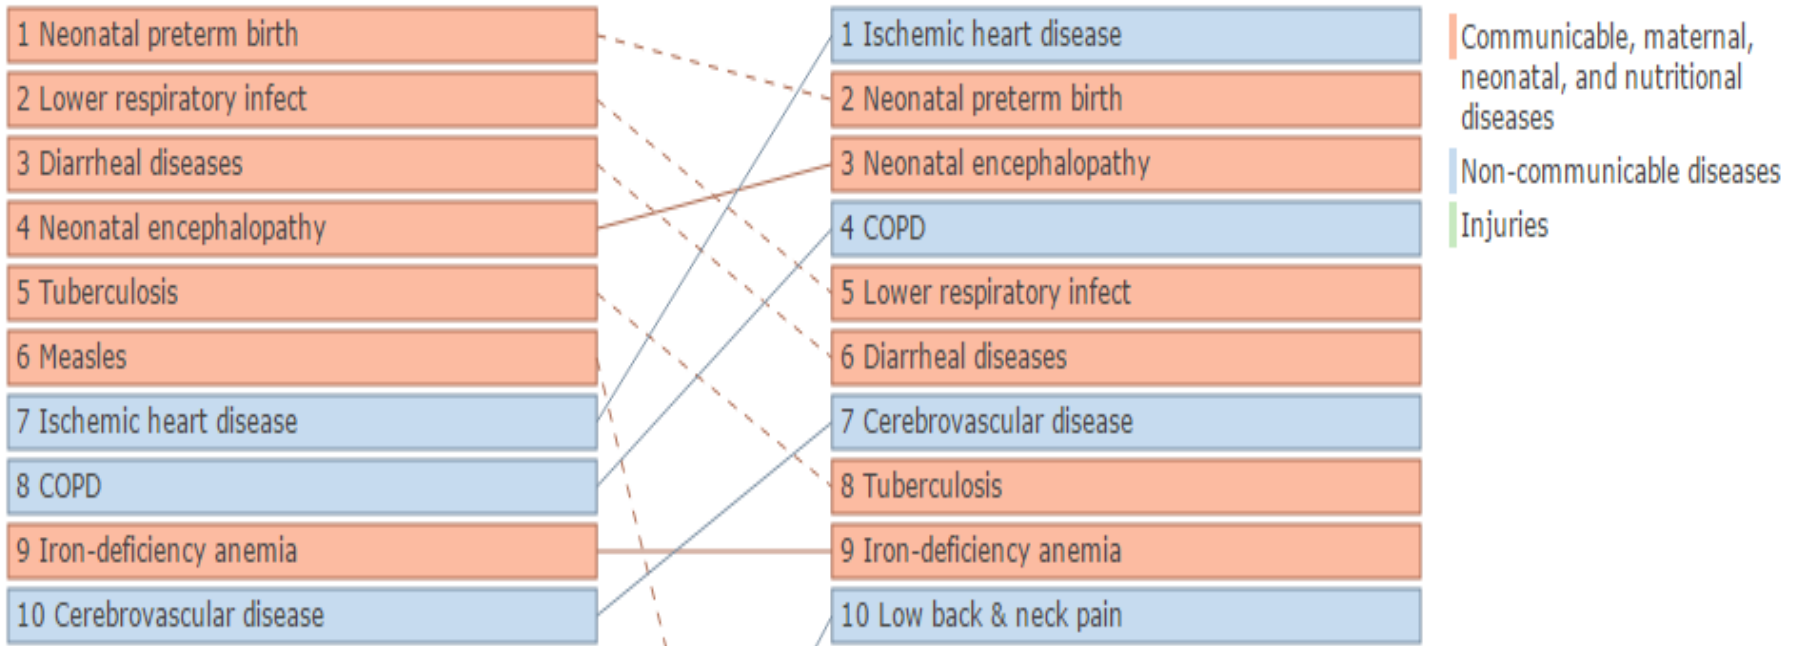 1 Neonatal preterm birth
2 Lower respiratory infect
3 Diarrheal diseases
4 Neonatal encephalopathy
5 Tuberculosis
6 Measles
7 Ischemic heart disease
8 COPD
9 Iron-deficiency anemia
10 Cerebrovascular disease
1 Ischemic heart disease
2 Neonatal preterm birth
3 Neonatal encephalopathy
4 COPD
5 Lower respiratory infect
6 Diarrheal diseases
7 Cerebrovascular disease
8 Tuberculosis
9 Iron-deficiency anemia
10 Low back & neck pain
Communicable, maternal,
neonatal, and nutritional
diseases
Non-communicable diseases
Injuries